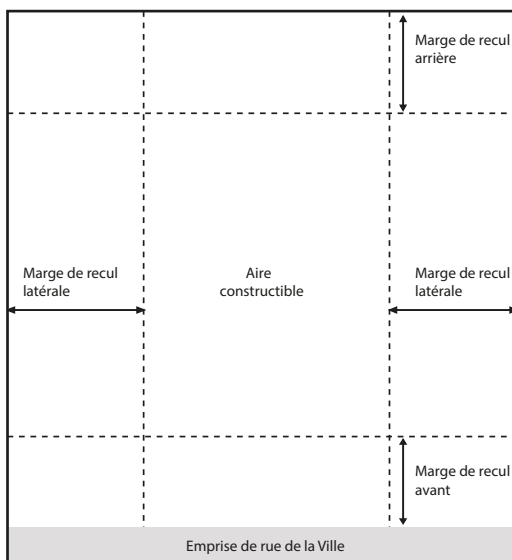 Marge de recul
arrière
Marge de recul
latérale
Aire
constructible
Marge de recul
latérale
Marge de recul
avant
Emprise de rue de la Ville